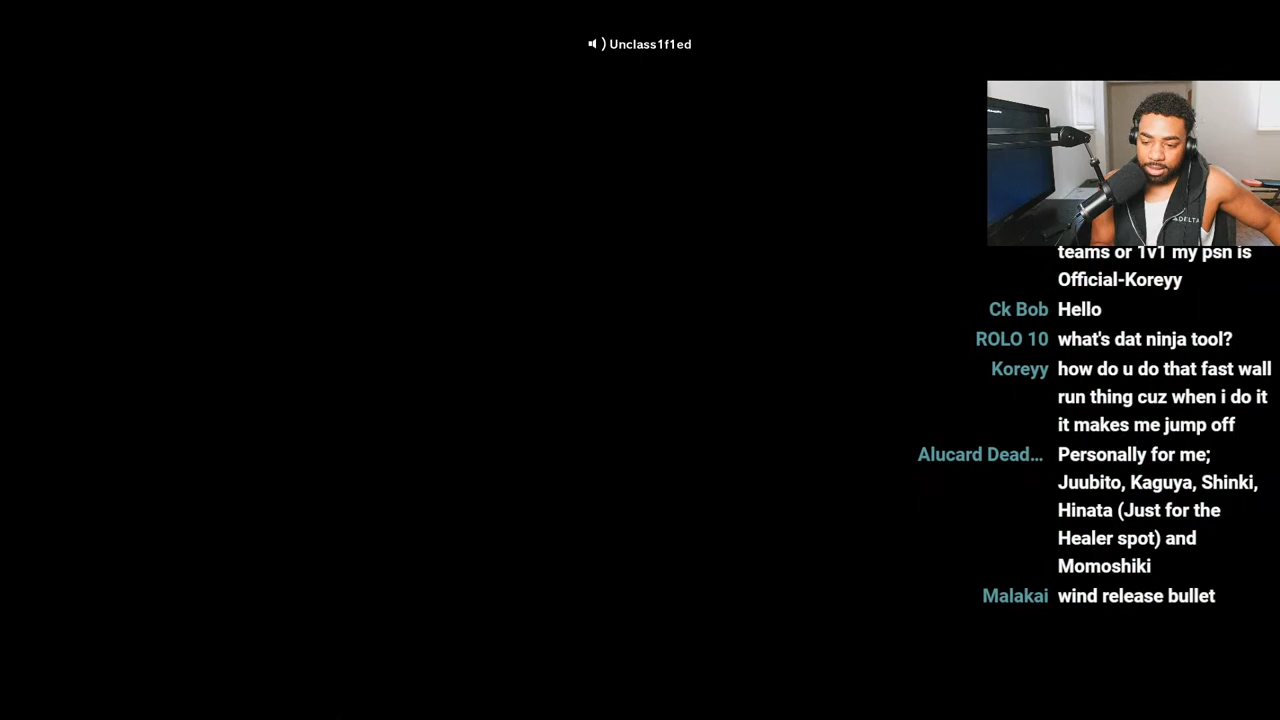 Unclass1f1ed
DELTA
teams or 1v1 my psn is
Official-Koreyy
Ck Bob Hello
ROLO 10 what's dat ninja tool?
Koreyy how do u do that fast wall
run thing cuz when i do it
it makes me jump off
Alucard Dead... Personally for me;
Juubito, Kaguya, Shinki,
Hinata (Just for the
Healer spot) and
Momoshiki
Malakai wind release bullet